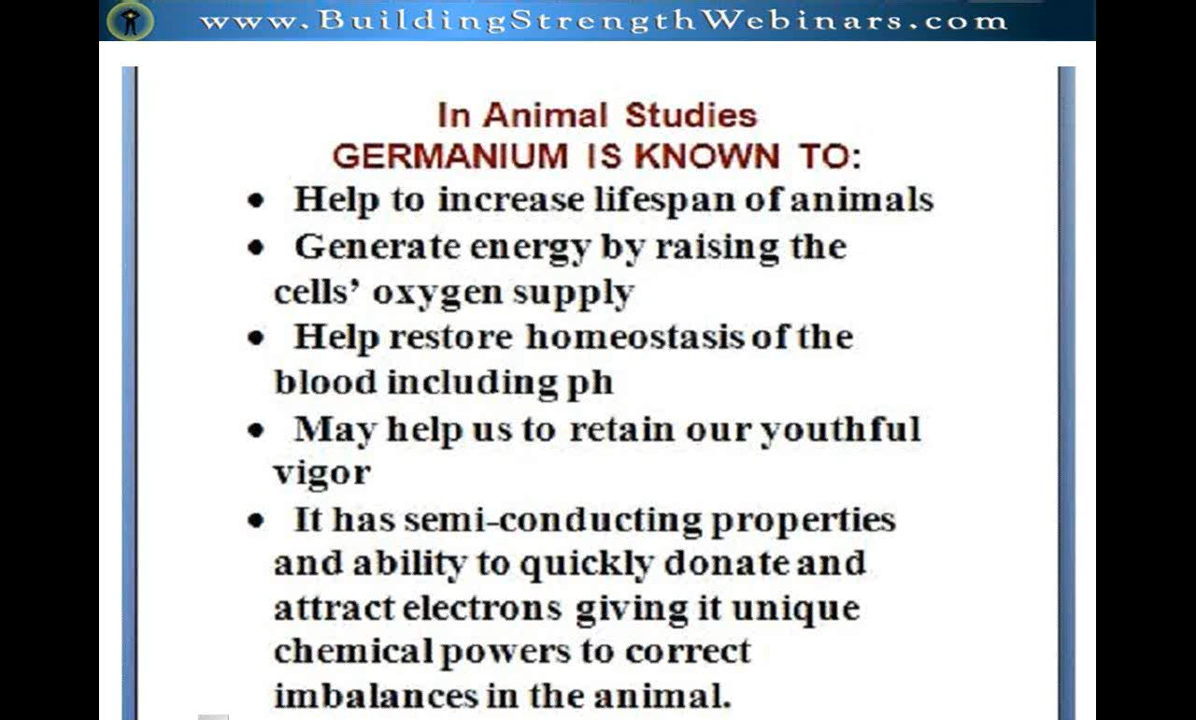 www.BuildingStrengthWebinars.com
In Animal Studies
GERMANIUM IS KNOWN TO:
• Help to increase lifespan of animals
• Generate energy by raising the
cells’ oxygen supply
• Help restore homeostasis of the
blood including ph
• May help us to retain our youthful
vigor
• It has semi-conducting properties
and ability to quickly donate and
attract electrons giving it unique
chemical powers to correct
imbalances in the animal.